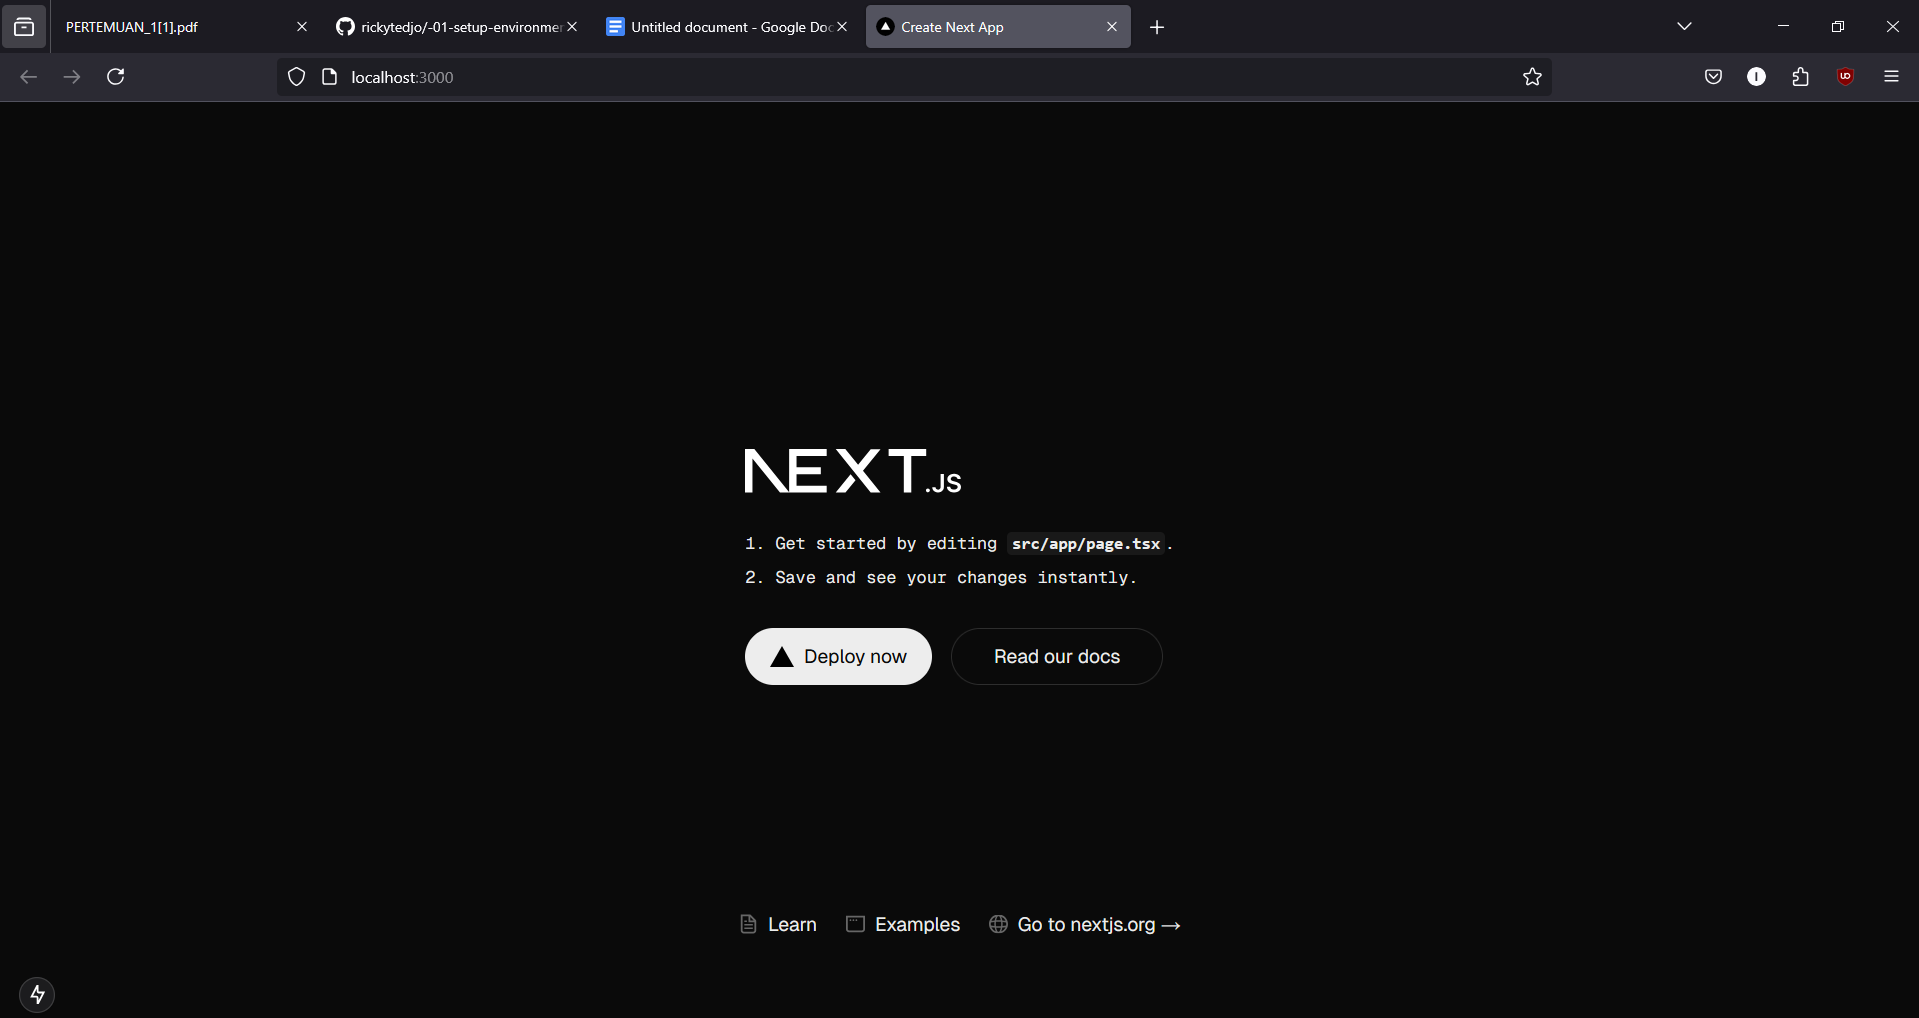 PERTEMUAN_1[1].pdf
rickytedjo/-01-setup-environmer
Untitled document - Google Doc
Create Next App
localhost:3000
NEXT.JS
1. Get started by editing src/app/page.tsx.
2. Save and see your changes instantly.
Deploy now
Read our docs
Learn
Examples
Go to nextjs.org →